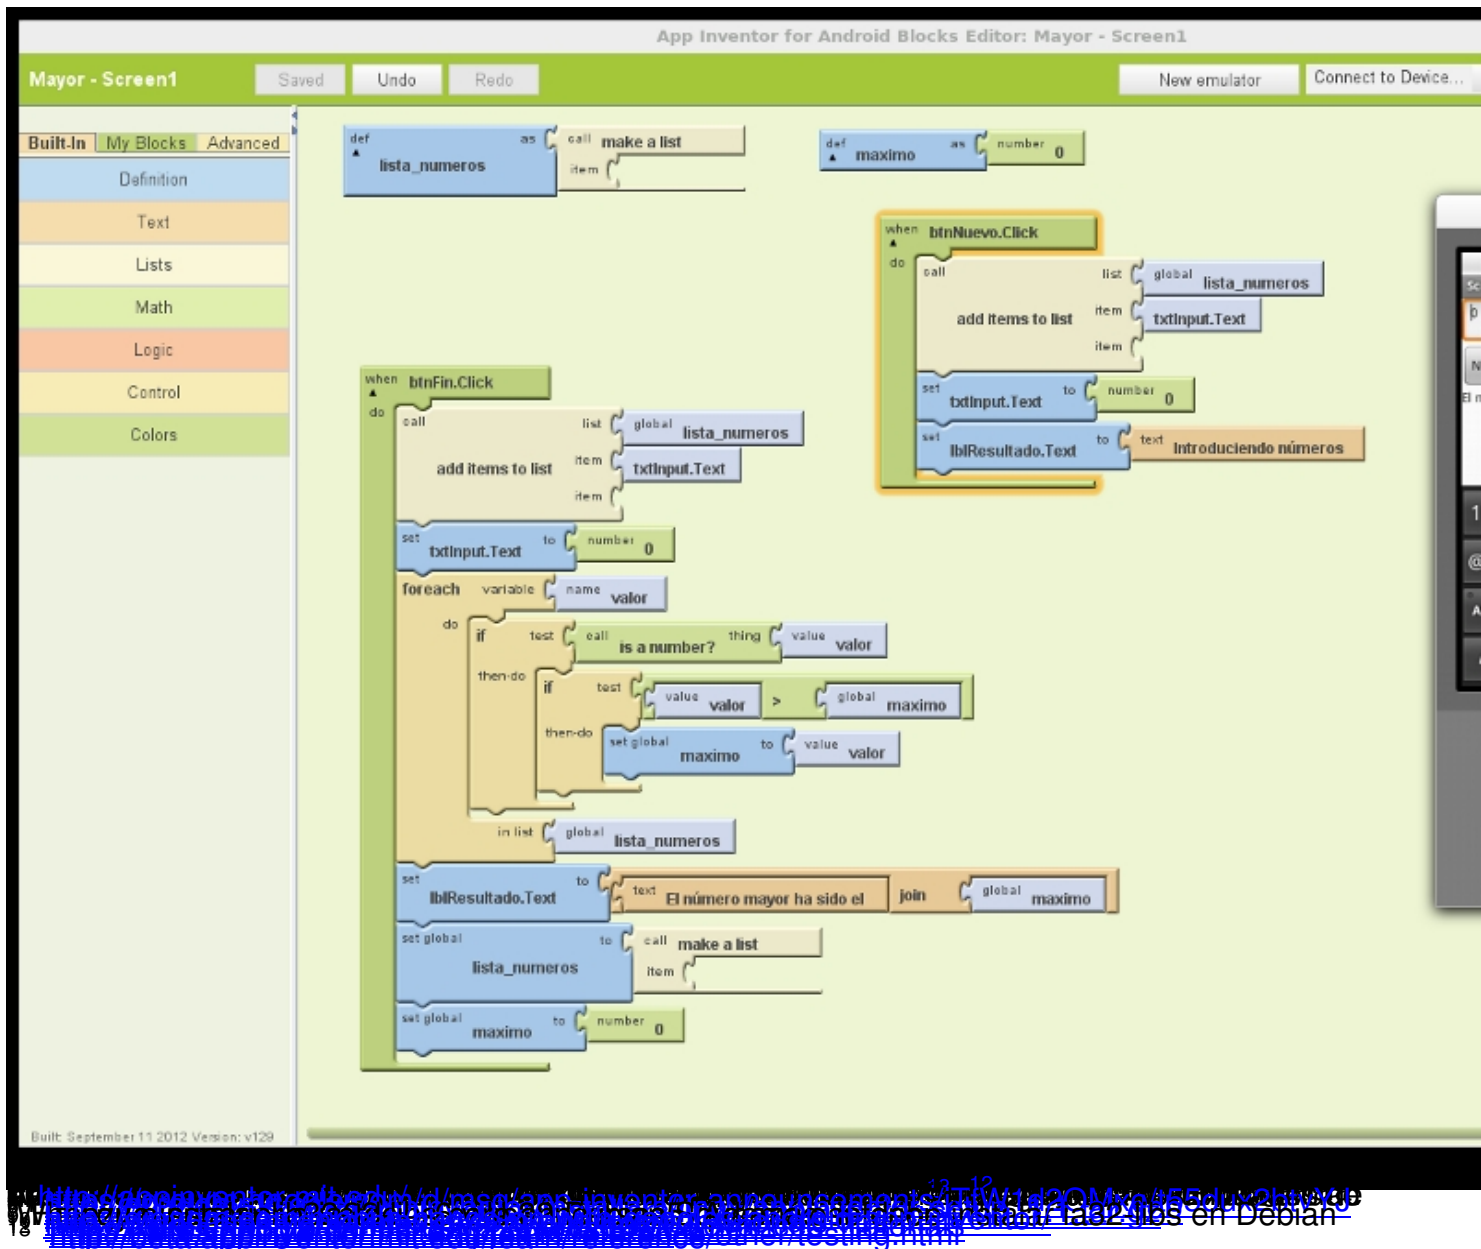 App Inventor for Android Blocks Editor: Mayor - Screen1
Mayor - Screen1 Saved Undo Redo New emulator Connect to Device...
Built-In My Blocks Advanced
Definition
Text
Lists
Math
Logic
Control
Colors
def lista_numeros as call make a list
item
def maximo as number 0
when btnNuevo.Click
do call add items to list list global lista_numeros
item txtInput.Text
item
set txtInput.Text to number 0
set lblResultado.Text to text Introduciendo números
when btnFin.Click
do call add items to list list global lista_numeros
item txtInput.Text
item
set txtInput.Text to number 0
foreach variable name valor
do if test call is a number? thing value valor
then-do if test value valor > global maximo
then-do set global maximo to value valor
in list global lista_numeros
set lblResultado.Text to text El número mayor ha sido el join global maximo
set global lista_numeros to call make a list
item
set global maximo to number 0
Built: September 11 2012 Version: v129
en Debian